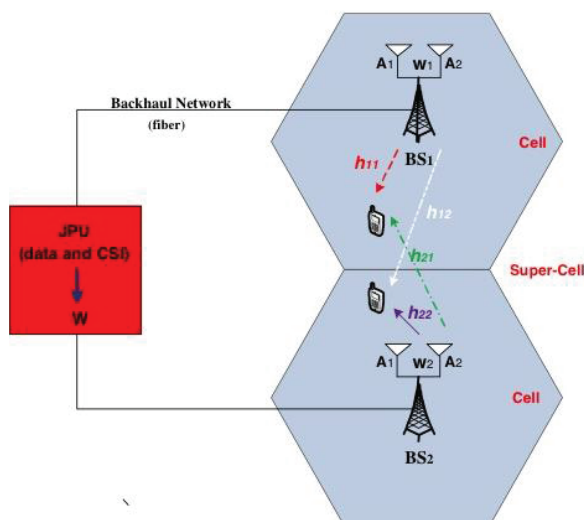 A1 W1 A2
Backhaul Network
(fiber)
BS1
Cell
h11
h12
JPU
(data and CSI)
W
h21
Super-Cell
h22
A1 W2 A2
Cell
BS2